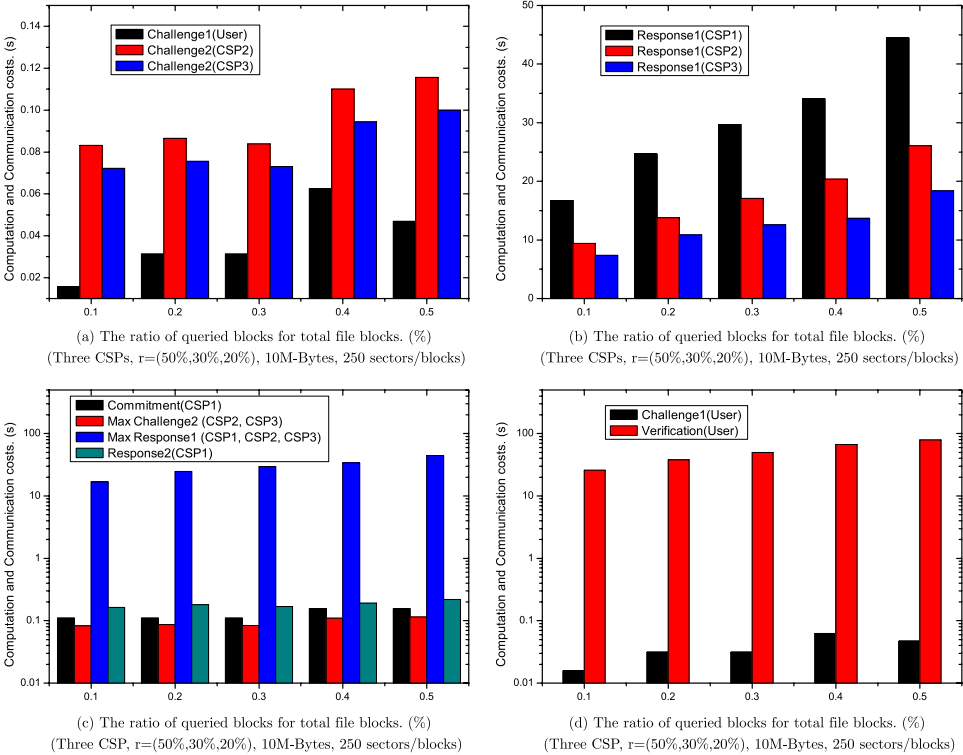 Computation and Communication costs. (s)
0.14
0.12
0.10
0.08
0.06
0.04
0.02
Challenge1(User)
Challenge2(CSP2)
Challenge2(CSP3)
0.1 0.2 0.3 0.4 0.5
(a) The ratio of queried blocks for total file blocks. (%)
(Three CSPs, r=(50%,30%,20%), 10M-Bytes, 250 sectors/blocks)
Computation and Communication costs. (s)
50
40
30
20
10
0
Response1(CSP1)
Response1(CSP2)
Response1(CSP3)
0.1 0.2 0.3 0.4 0.5
(b) The ratio of queried blocks for total file blocks. (%)
(Three CSPs, r=(50%,30%,20%), 10M-Bytes, 250 sectors/blocks)
Computation and Communication costs. (s)
100
10
1
0.1
0.01
Commitment(CSP1)
Max Challenge2 (CSP2, CSP3)
Max Response1 (CSP1, CSP2, CSP3)
Response2(CSP1)
0.1 0.2 0.3 0.4 0.5
(c) The ratio of queried blocks for total file blocks. (%)
(Three CSP, r=(50%,30%,20%), 10M-Bytes, 250 sectors/blocks)
Computation and Communication costs. (s)
100
10
1
0.1
0.01
Challenge1(User)
Verification(User)
0.1 0.2 0.3 0.4 0.5
(d) The ratio of queried blocks for total file blocks. (%)
(Three CSP, r=(50%,30%,20%), 10M-Bytes, 250 sectors/blocks)